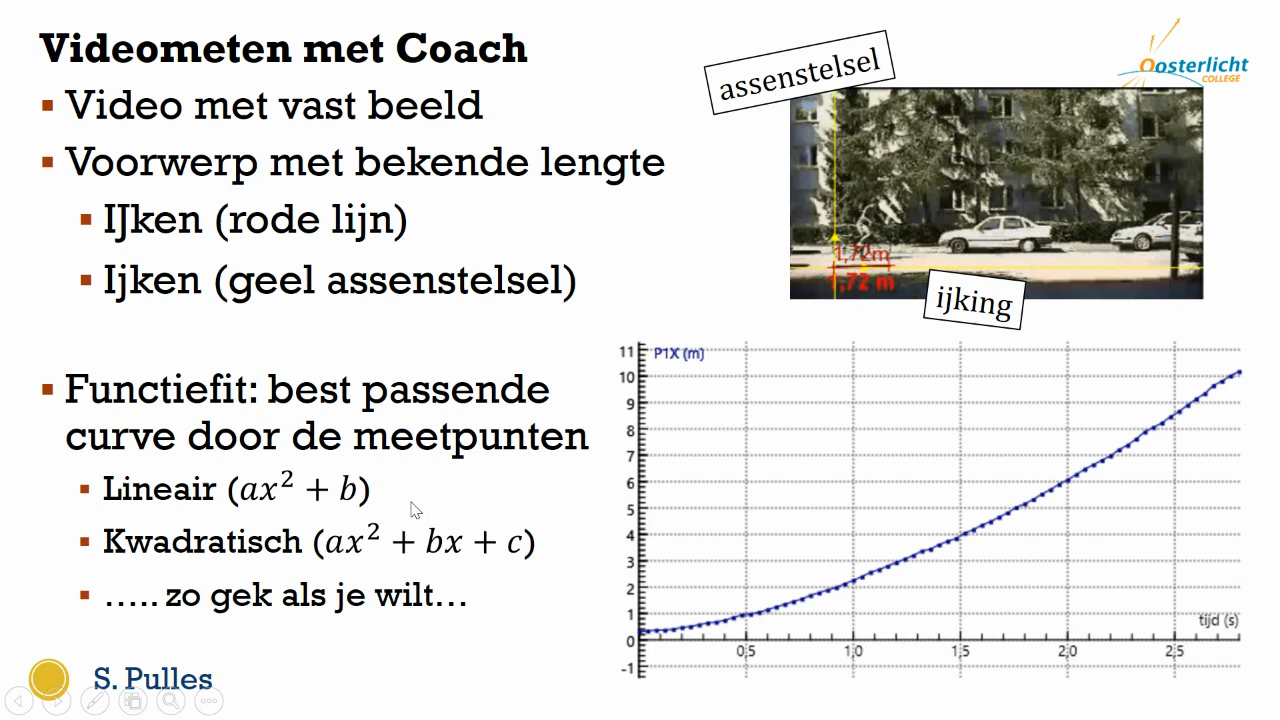 Videometen met Coach
▪ Video met vast beeld
▪ Voorwerp met bekende lengte
▪ IJken (rode lijn)
▪ Ijken (geel assenstelsel)
▪ Functiefit: best passende
curve door de meetpunten
▪ Lineair (𝑎𝑥² + 𝑏)
▪ Kwadratisch (𝑎𝑥² + 𝑏𝑥 + 𝑐)
▪ ….. zo gek als je wilt…
S. Pulles
assenstelsel
Oosterlicht
COLLEGE
1,72m
1,72 m
ijking
P1X (m)
11
10
9
8
7
6
5
4
3
2
1
0
-1
tijd (s)
0,5 1,0 1,5 2,0 2,5